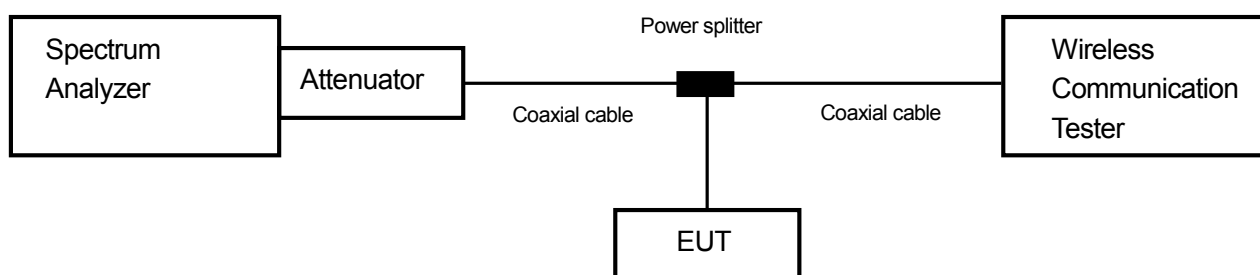 Power splitter
Spectrum
Analyzer
Attenuator
Coaxial cable
Coaxial cable
Wireless
Communication
Tester
EUT